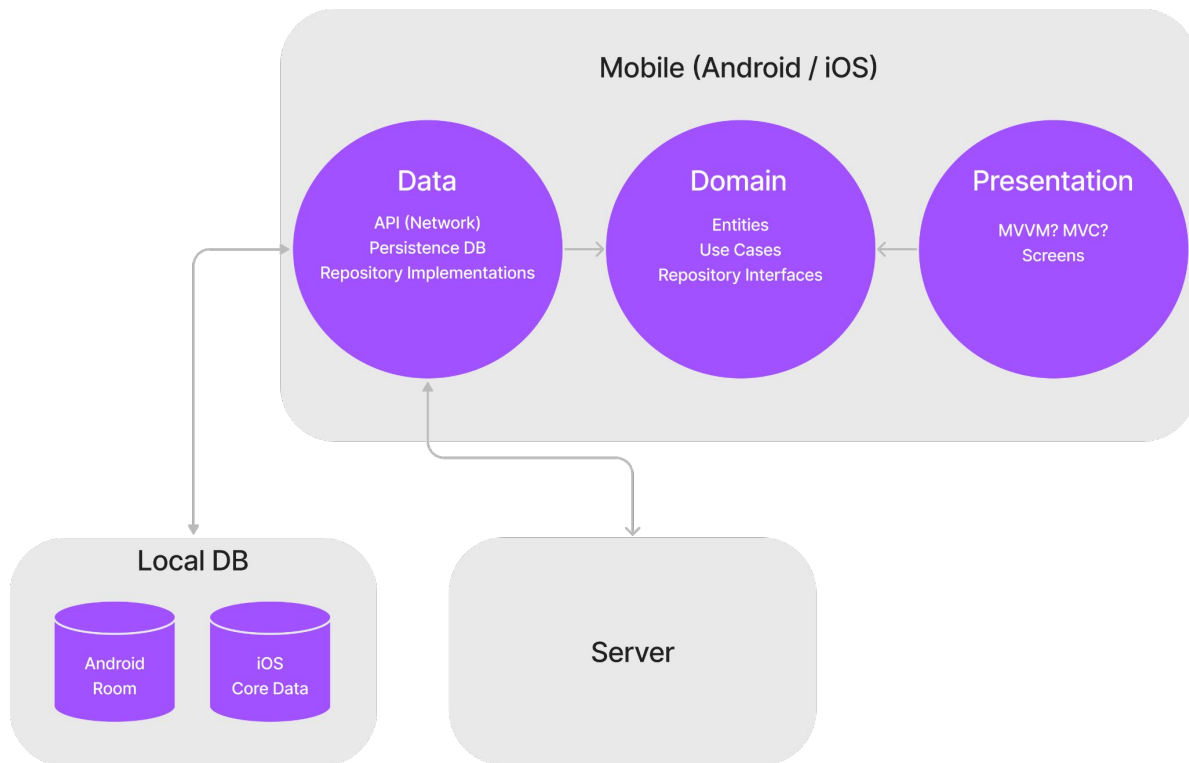 Mobile (Android / iOS)
Data
API (Network)
Persistence DB
Repository Implementations
Domain
Entities
Use Cases
Repository Interfaces
Presentation
MVVM? MVC?
Screens
Local DB
Android
Room
iOS
Core Data
Server